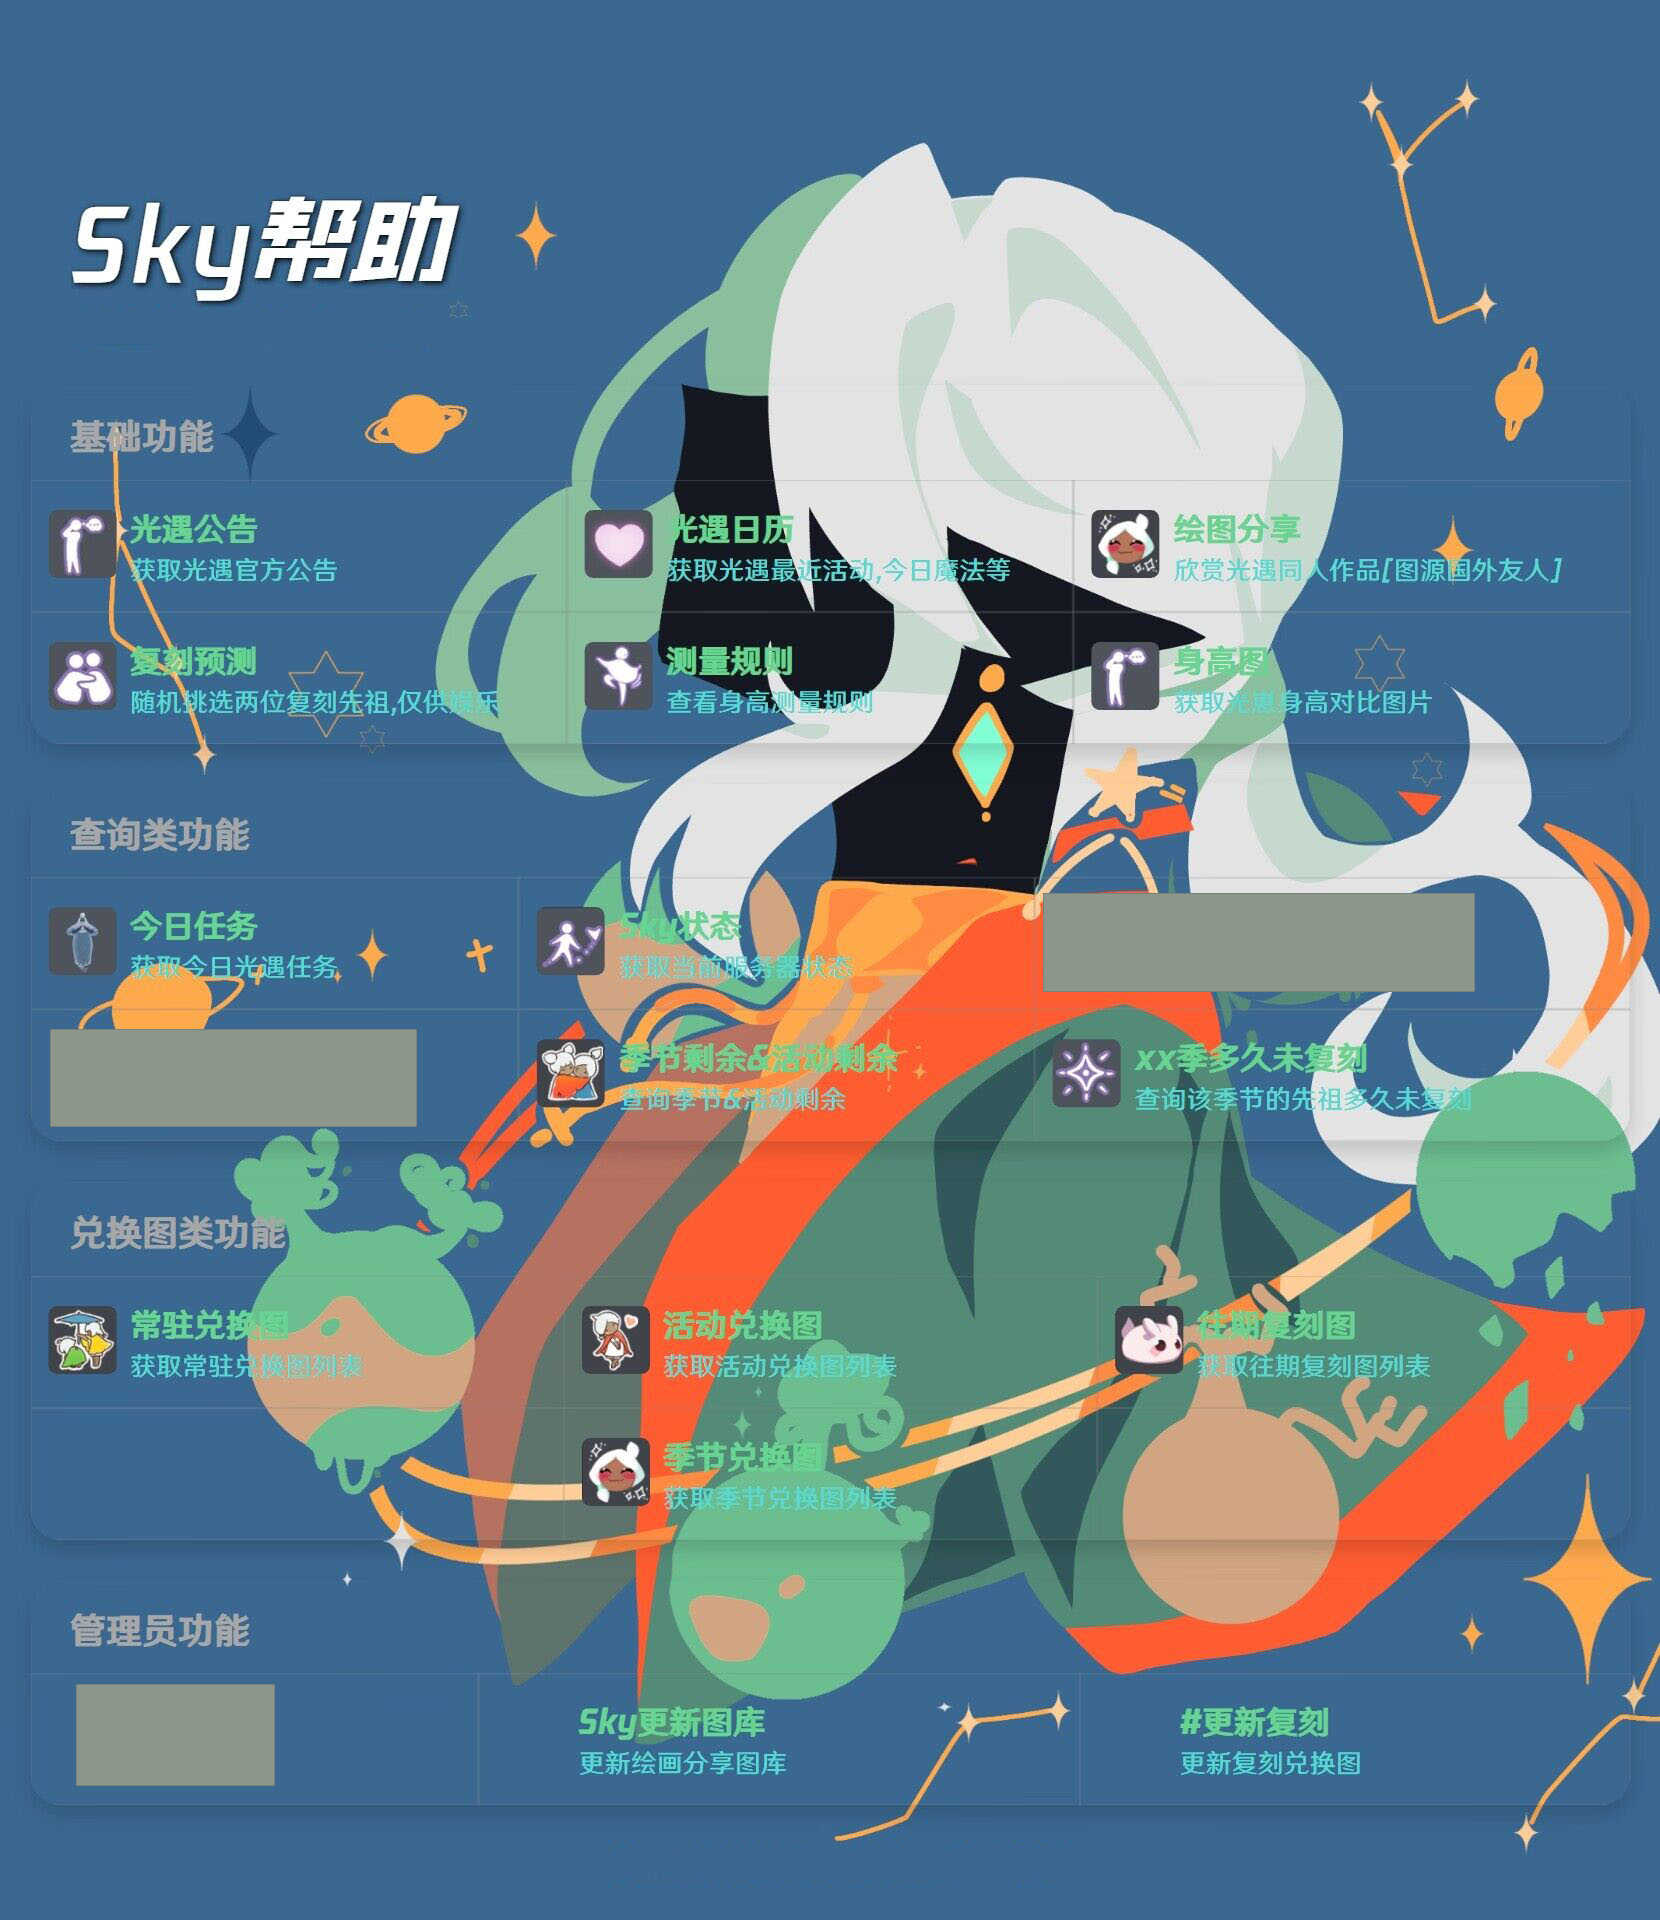 Sky帮助
基础功能
光遇公告
获取光遇官方公告
光遇日历
获取光遇最近活动,今日魔法等
绘图分享
欣赏光遇同人作品[图源国外友人]
复刻预测
随机挑选两位复刻先祖,仅供娱乐
测量规则
查看身高测量规则
身高图
获取光崽身高对比图片
查询类功能
今日任务
获取今日光遇任务
Sky状态
获取当前服务器状态
季节剩余&活动剩余
查询季节&活动剩余
xx季多久未复刻
查询该季节的先祖多久未复刻
兑换图类功能
常驻兑换图
获取常驻兑换图列表
活动兑换图
获取活动兑换图列表
往期复刻图
获取往期复刻图列表
季节兑换图
获取季节兑换图列表
管理员功能
Sky更新图库
更新绘画分享图库
#更新复刻
更新复刻兑换图